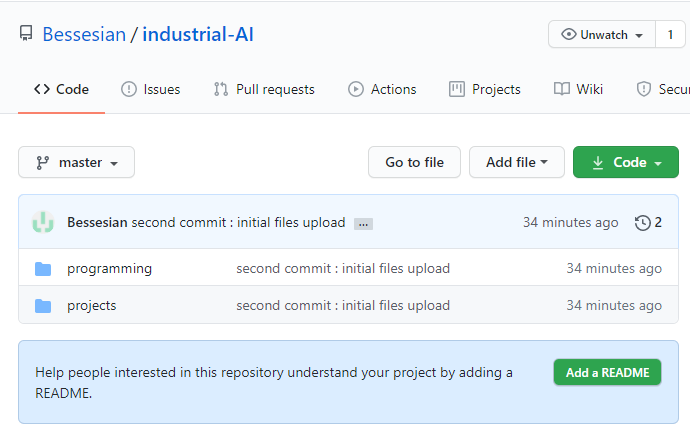 Bessesian / industrial-AI
Unwatch 1
Code Issues Pull requests Actions Projects Wiki Secu
master Go to file Add file Code
Bessesian second commit : initial files upload ... 34 minutes ago 2
programming second commit : initial files upload 34 minutes ago
projects second commit : initial files upload 34 minutes ago
Help people interested in this repository understand your project by adding a
README.
Add a README